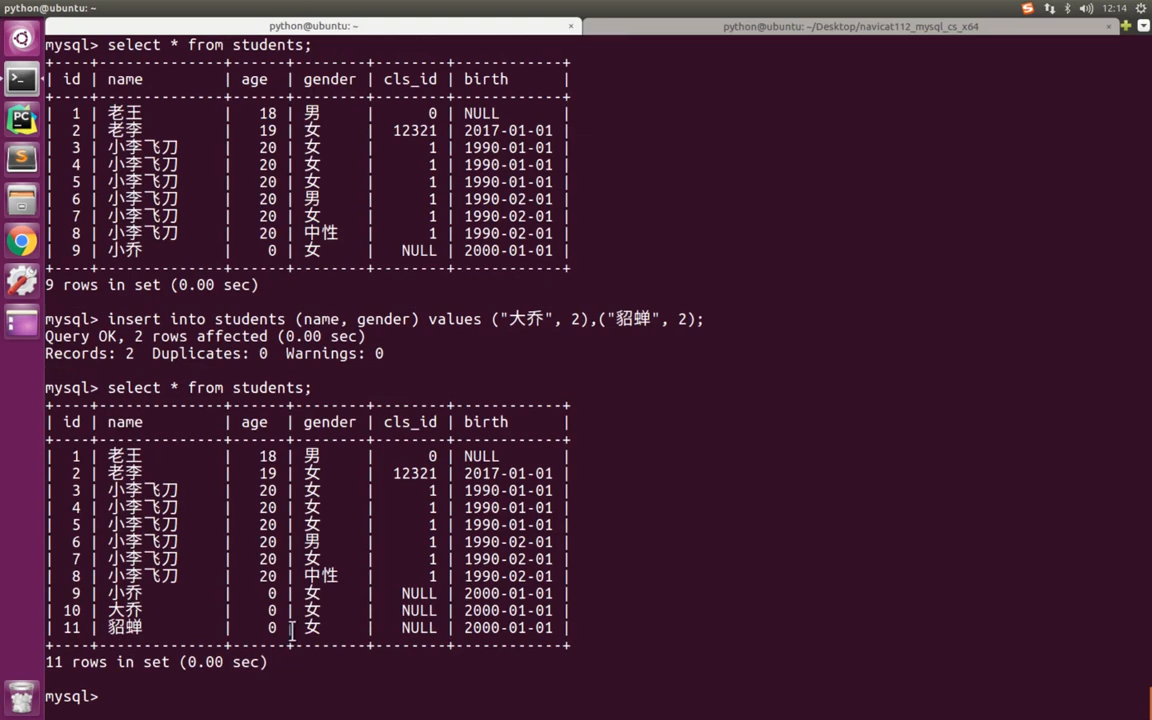 python@ubuntu: ~
12:14
python@ubuntu: ~ ×
python@ubuntu: ~/Desktop/navicat112_mysql_cs_x64 ×
mysql> select * from students;
+----+--------------+-------+--------+--------+------------+
| id | name | age | gender | cls_id | birth |
+----+--------------+-------+--------+--------+------------+
| 1 | 老王 | 18 | 男 | 0 | NULL |
| 2 | 老李 | 19 | 女 | 12321 | 2017-01-01 |
| 3 | 小李飞刀 | 20 | 女 | 1 | 1990-01-01 |
| 4 | 小李飞刀 | 20 | 女 | 1 | 1990-01-01 |
| 5 | 小李飞刀 | 20 | 女 | 1 | 1990-01-01 |
| 6 | 小李飞刀 | 20 | 男 | 1 | 1990-02-01 |
| 7 | 小李飞刀 | 20 | 女 | 1 | 1990-02-01 |
| 8 | 小李飞刀 | 20 | 中性 | 1 | 1990-02-01 |
| 9 | 小乔 | 0 | 女 | NULL | 2000-01-01 |
+----+--------------+-------+--------+--------+------------+
9 rows in set (0.00 sec)
mysql> insert into students (name, gender) values ("大乔", 2),("貂蝉", 2);
Query OK, 2 rows affected (0.00 sec)
Records: 2  Duplicates: 0  Warnings: 0
mysql> select * from students;
+----+--------------+-------+--------+--------+------------+
| id | name | age | gender | cls_id | birth |
+----+--------------+-------+--------+--------+------------+
| 1 | 老王 | 18 | 男 | 0 | NULL |
| 2 | 老李 | 19 | 女 | 12321 | 2017-01-01 |
| 3 | 小李飞刀 | 20 | 女 | 1 | 1990-01-01 |
| 4 | 小李飞刀 | 20 | 女 | 1 | 1990-01-01 |
| 5 | 小李飞刀 | 20 | 女 | 1 | 1990-01-01 |
| 6 | 小李飞刀 | 20 | 男 | 1 | 1990-02-01 |
| 7 | 小李飞刀 | 20 | 女 | 1 | 1990-02-01 |
| 8 | 小李飞刀 | 20 | 中性 | 1 | 1990-02-01 |
| 9 | 小乔 | 0 | 女 | NULL | 2000-01-01 |
| 10 | 大乔 | 0 | 女 | NULL | 2000-01-01 |
| 11 | 貂蝉 | 0 | 女 | NULL | 2000-01-01 |
+----+--------------+-------+--------+--------+------------+
11 rows in set (0.00 sec)
mysql>